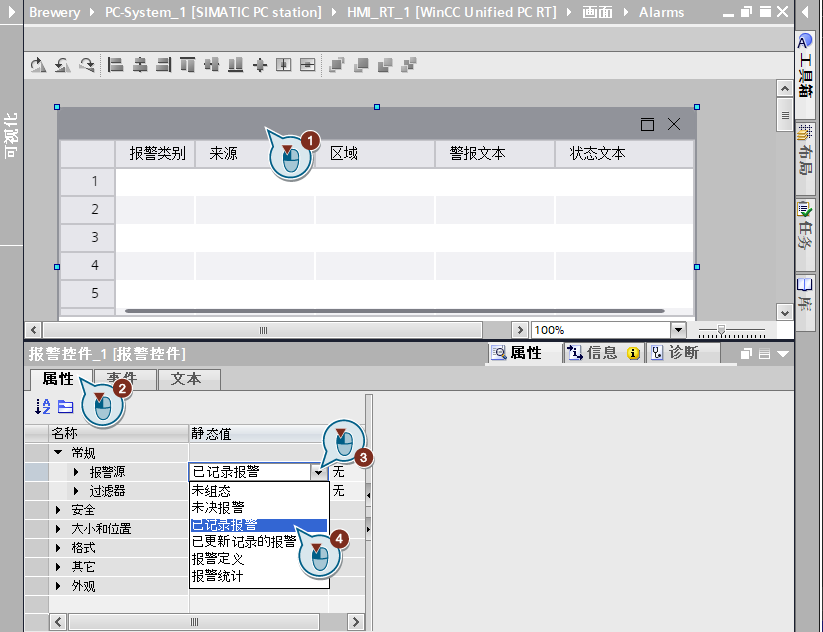 Brewery PC-System_1 [SIMATIC PC station] HMI_RT_1 [WinCC Unified PC RT] 画面 Alarms
可视化
工具箱
布局
任务
库
1
报警类别 来源 区域 警报文本 状态文本
1
2
3
4
5
100%
报警控件_1 [报警控件]
属性 信息 诊断
属性 事件 文本
2
名称 静态值
常规
3
报警源 已记录报警 无
过滤器 无
未组态
未决报警
已记录报警
已更新记录的报警
报警定义
报警统计
4
安全
大小和位置
格式
其它
外观